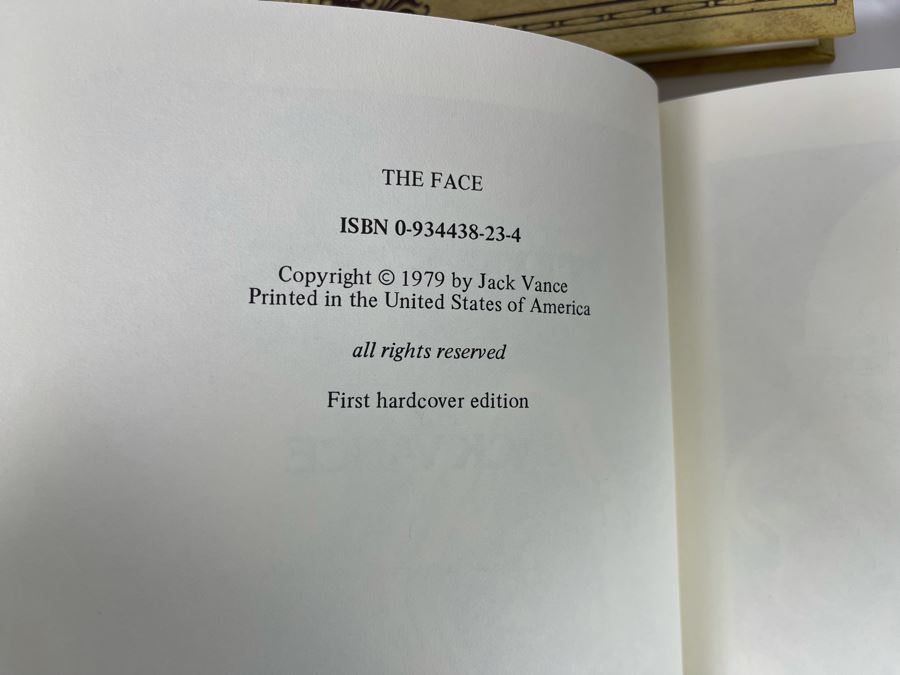 THE FACE
ISBN 0-934438-23-4
Copyright © 1979 by Jack Vance
Printed in the United States of America
all rights reserved
First hardcover edition